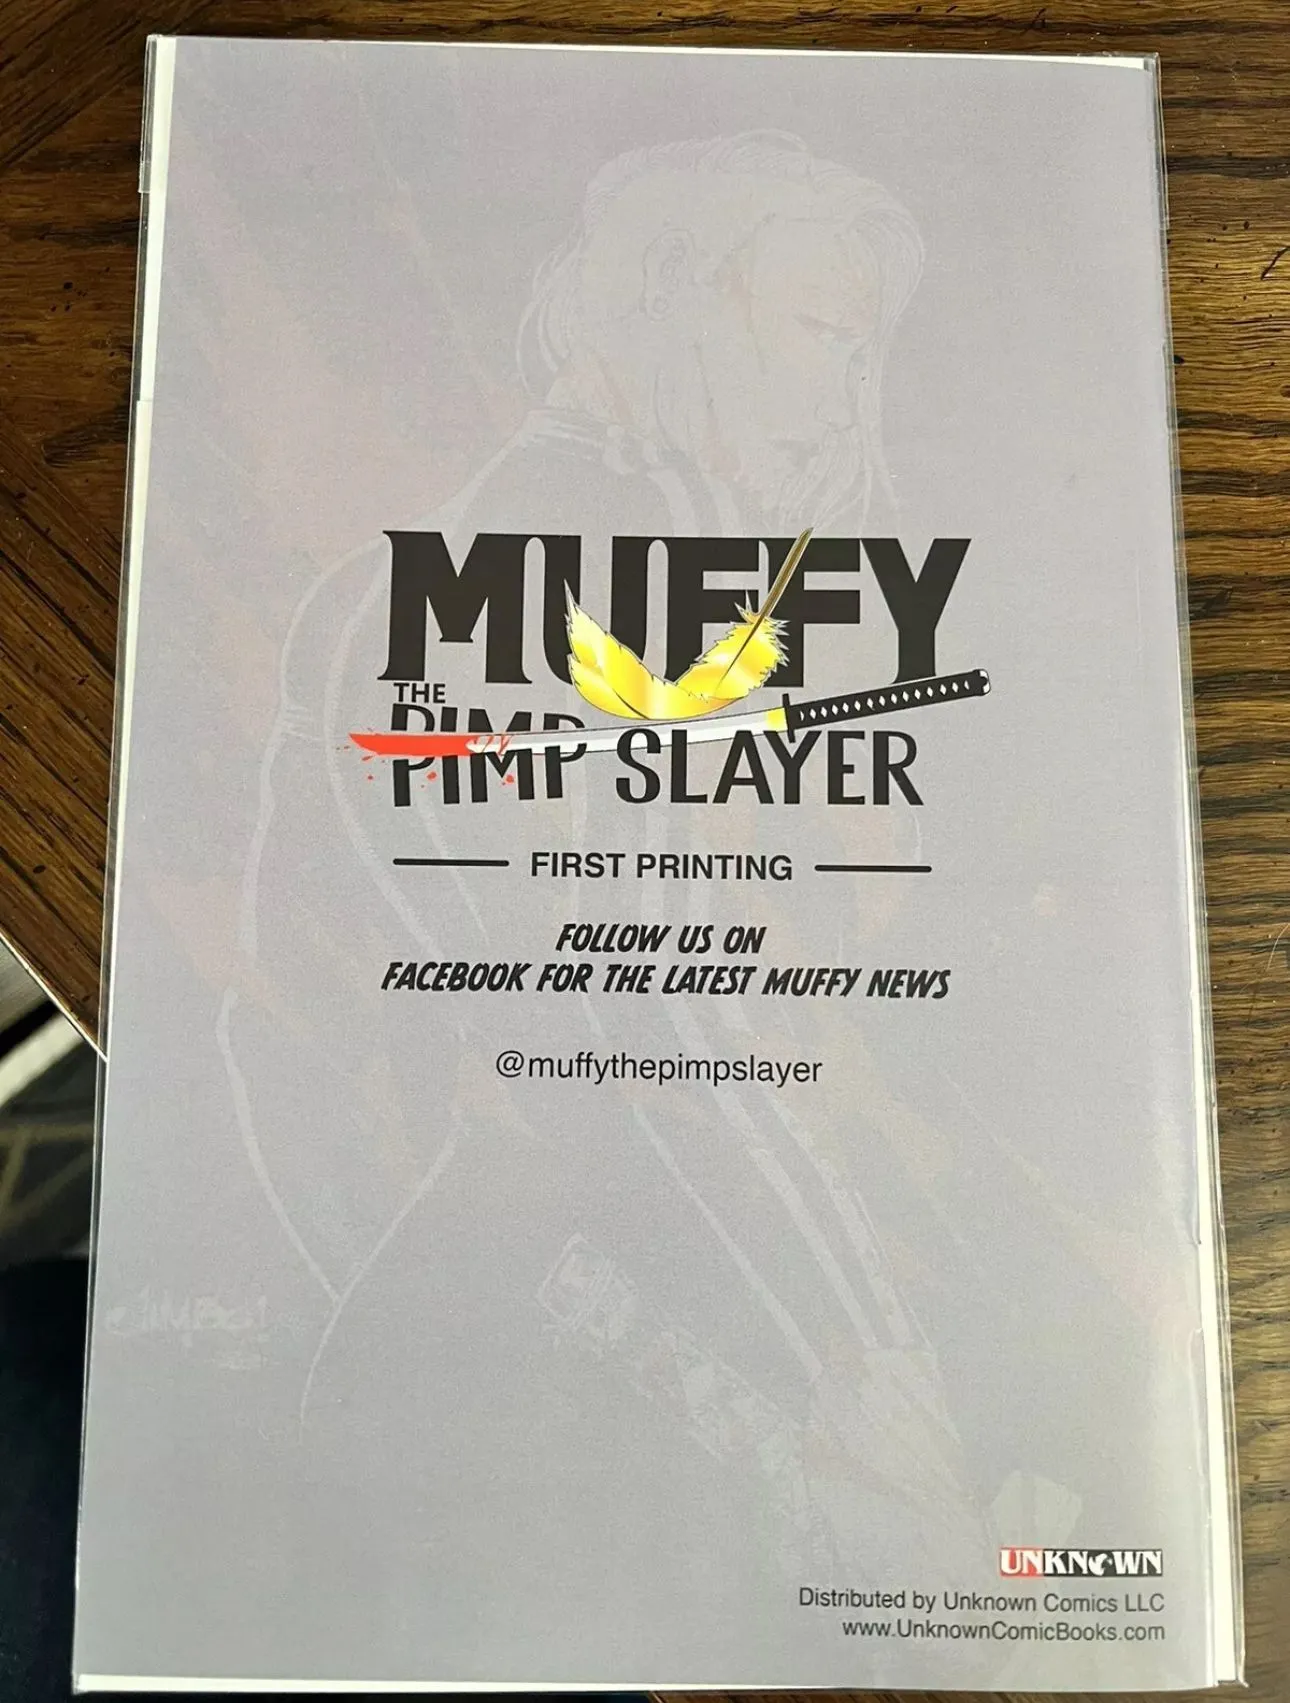 MUFFY
THE
PIMP SLAYER
FIRST PRINTING
FOLLOW US ON
FACEBOOK FOR THE LATEST MUFFY NEWS
@muffythepimpslayer
UNKNOWN
Distributed by Unknown Comics LLC
www.UnknownComicBooks.com